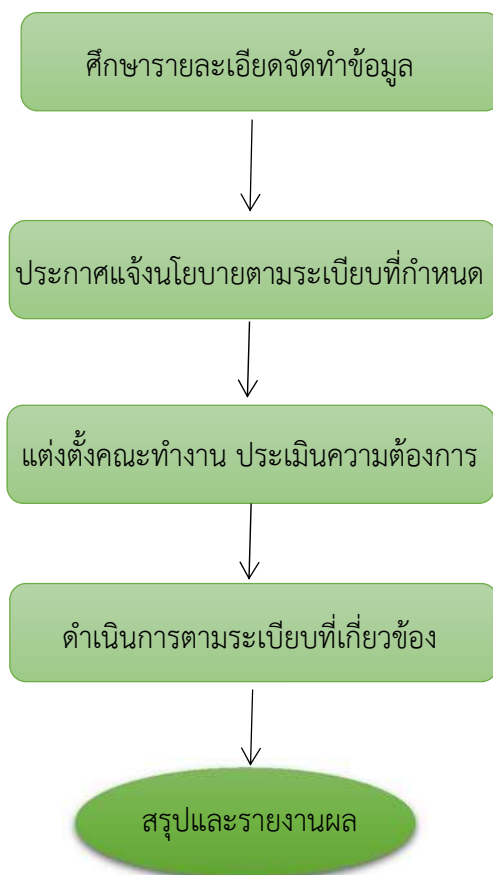 ศึกษารายละเอียดจัดทำข้อมูล
ประกาศแจ้งนโยบายตามระเบียบที่กำหนด
แต่งตั้งคณะทำงาน ประเมินความต้องการ
ดำเนินการตามระเบียบที่เกี่ยวข้อง
สรุปและรายงานผล